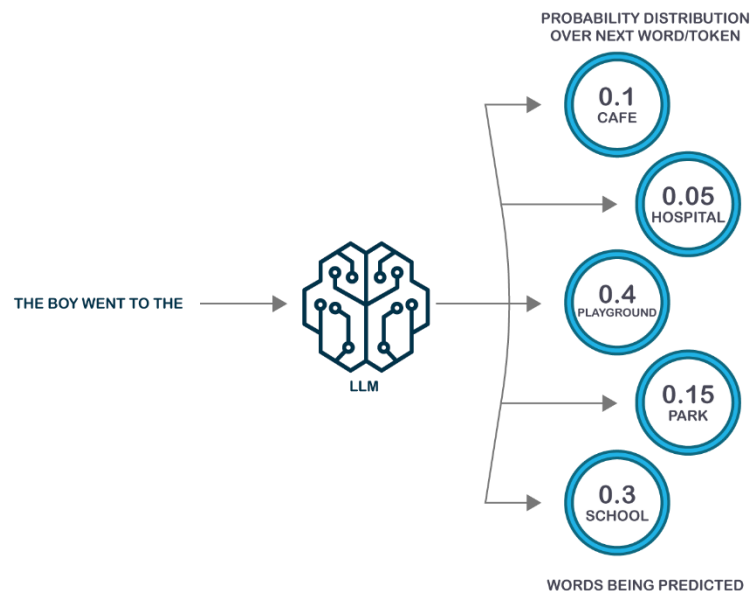 PROBABILITY DISTRIBUTION
OVER NEXT WORD/TOKEN
0.1
CAFE
0.05
HOSPITAL
THE BOY WENT TO THE
LLM
0.4
PLAYGROUND
0.15
PARK
0.3
SCHOOL
WORDS BEING PREDICTED